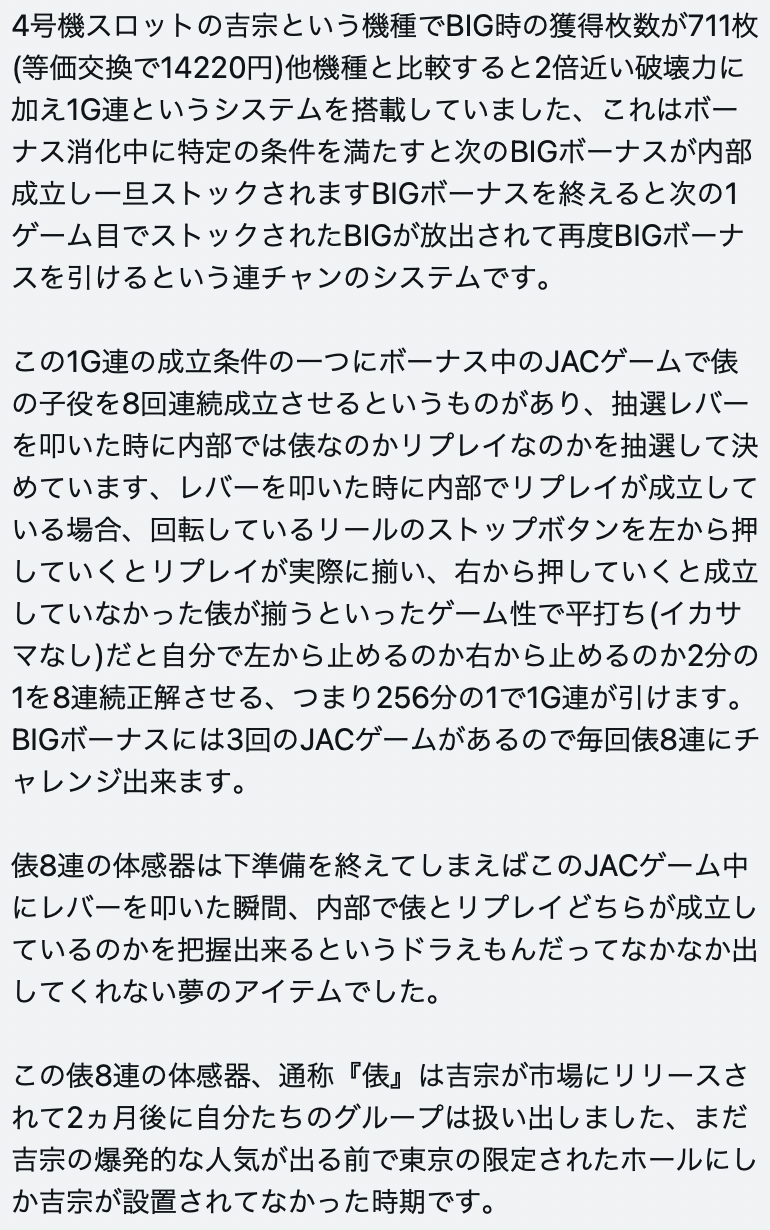 4号機スロットの吉宗という機種でBIG時の獲得枚数が711枚
(等価交換で14220円)他機種と比較すると2倍近い破壊力に
加え1G連というシステムを搭載していました、これはボー
ナス消化中に特定の条件を満たすと次のBIGボーナスが内部
成立し一旦ストックされますBIGボーナスを終えると次の1
ゲーム目でストックされたBIGが放出されて再度BIGボーナ
スを引けるという連チャンのシステムです。

この1G連の成立条件の一つにボーナス中のJACゲームで俵
の子役を8回連続成立させるというものがあり、抽選レバー
を叩いた時に内部では俵なのかリプレイなのかを抽選して決
めています、レバーを叩いた時に内部でリプレイが成立して
いる場合、回転しているリールのストップボタンを左から押
していくとリプレイが実際に揃い、右から押していくと成立
していなかった俵が揃うといったゲーム性で平打ち(イカサ
マなし)だと自分で左から止めるのか右から止めるのか2分の
1を8連続正解させる、つまり256分の1で1G連が引けます。
BIGボーナスには3回のJACゲームがあるので毎回俵8連にチ
ャレンジ出来ます。

俵8連の体感器は下準備を終えてしまえばこのJACゲーム中
にレバーを叩いた瞬間、内部で俵とリプレイどちらが成立し
ているのかを把握出来るというドラえもんだってなかなか出
してくれない夢のアイテムでした。

この俵8連の体感器、通称『俵』は吉宗が市場にリリースさ
れて2ヵ月後に自分たちのグループは扱い出しました、まだ
吉宗の爆発的な人気が出る前で東京の限定されたホールにし
か吉宗が設置されてなかった時期です。